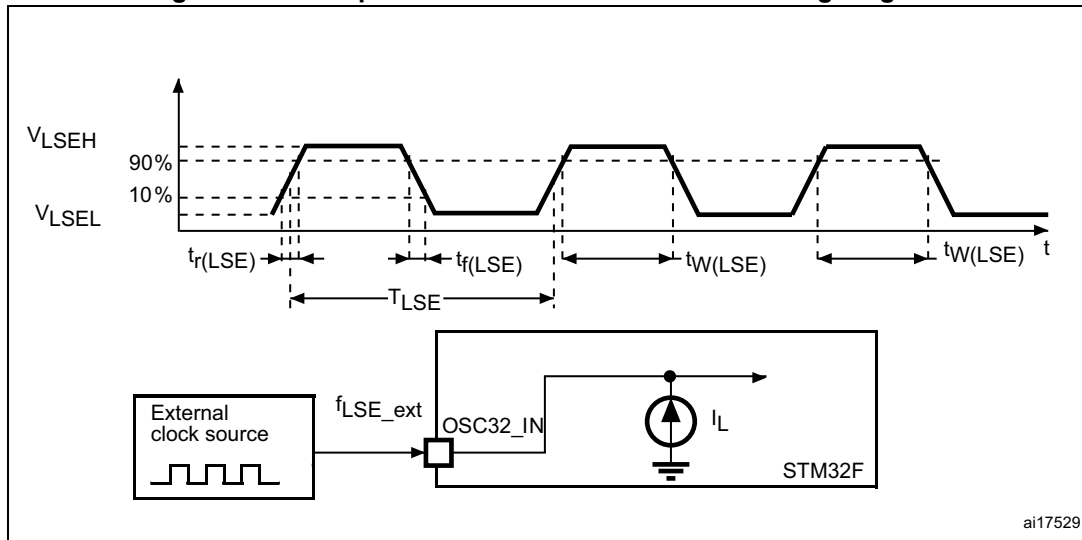 VLSEH
90%
10%
VLSEL
tr(LSE)
tf(LSE)
tW(LSE)
tW(LSE)
t
TLSE
External
clock source
fLSE_ext
OSC32_IN
IL
STM32F
ai17529